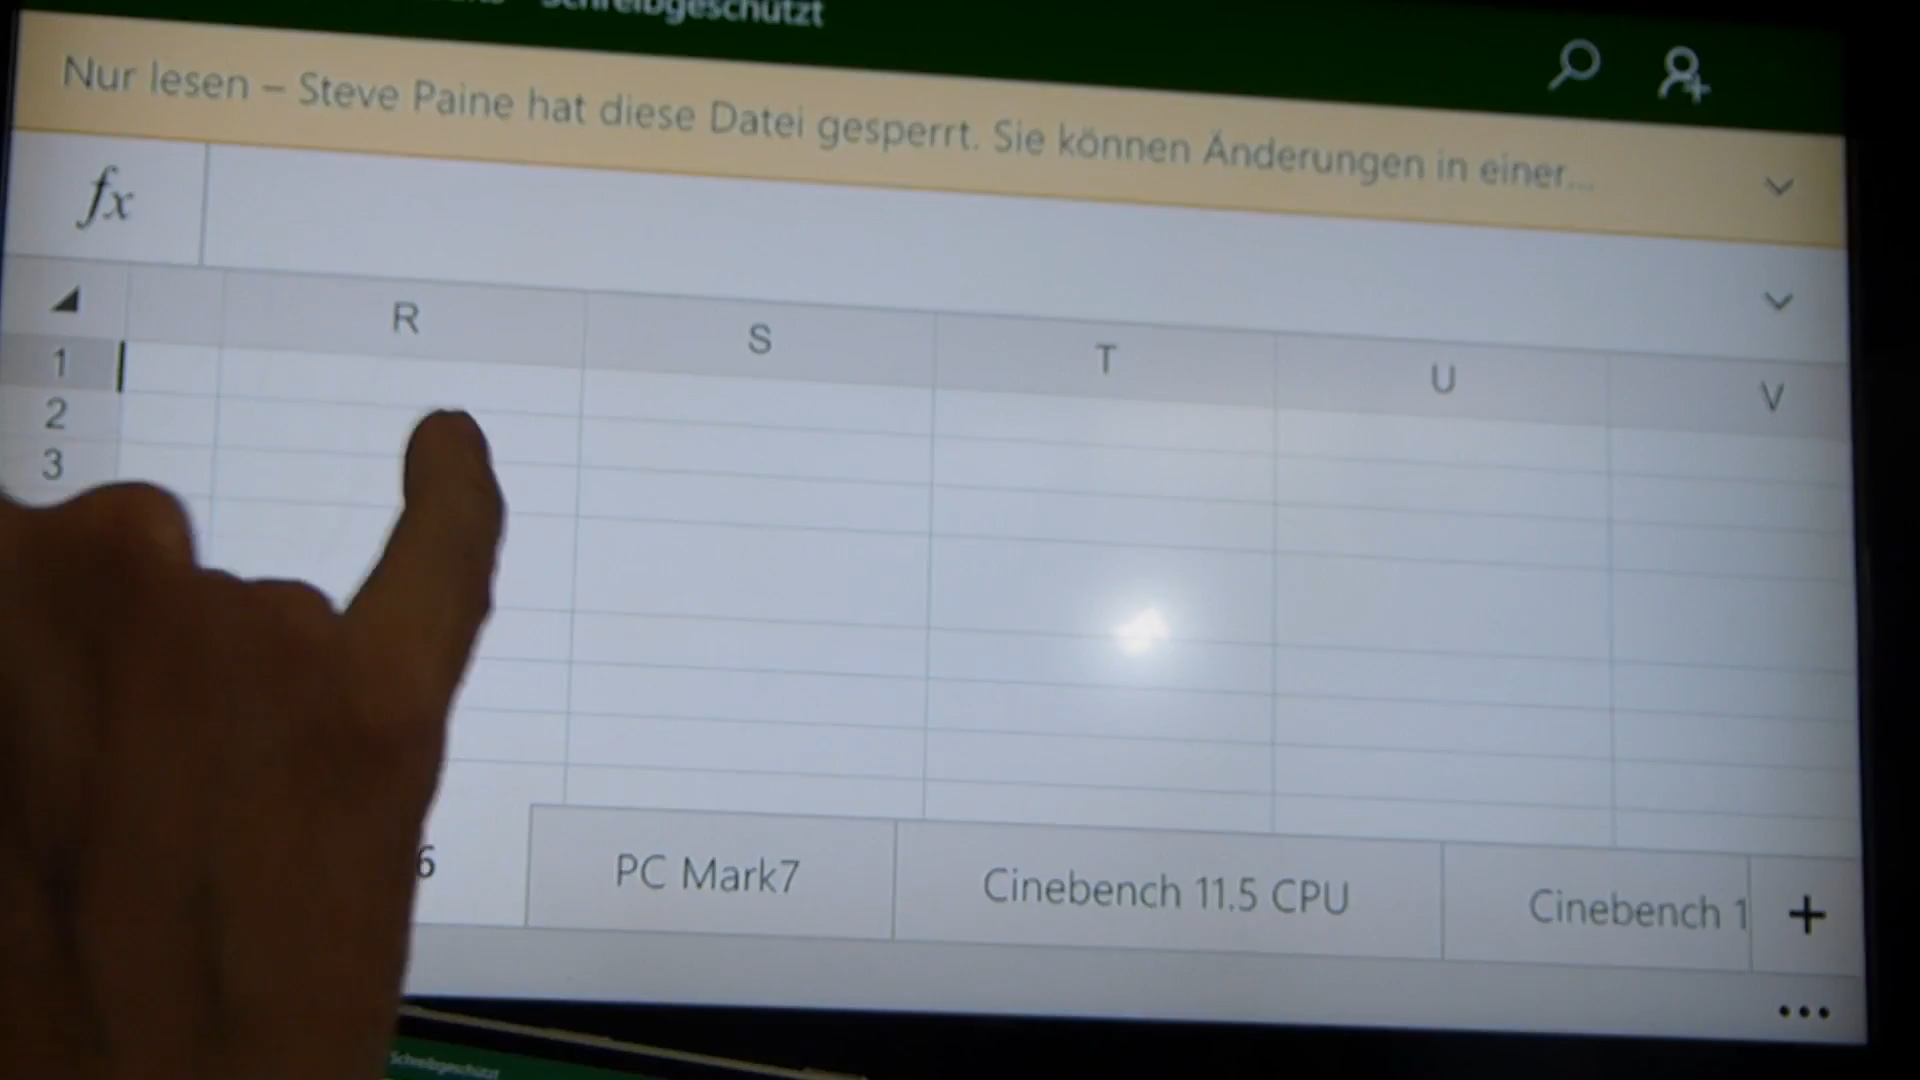 Schreibgeschützt
Nur lesen – Steve Paine hat diese Datei gesperrt. Sie können Änderungen in einer...
fx
R S T U V
1
2
3
6 PC Mark7 Cinebench 11.5 CPU Cinebench 1 +
Schreibgeschützt